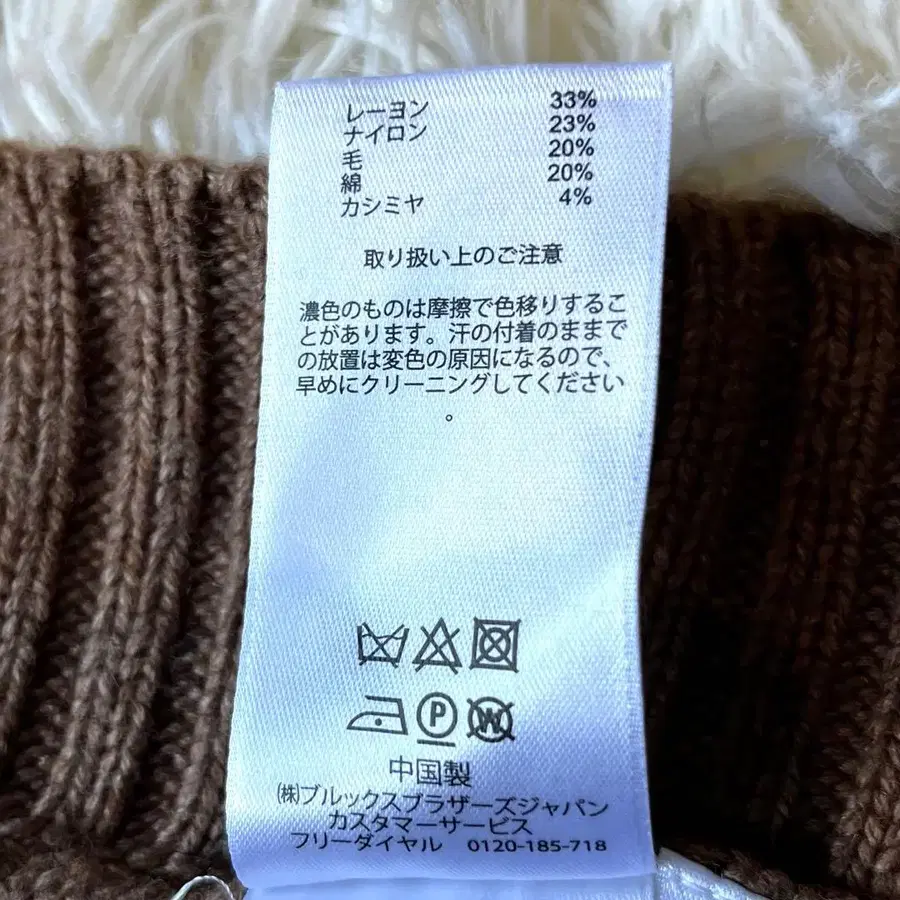 レーヨン 33%
ナイロン 23%
毛 20%
綿 20%
カシミヤ 4%
取り扱い上のご注意
濃色のものは摩擦で色移りするこ
とがあります。汗の付着のままで
の放置は変色の原因になるので、
早めにクリーニングしてください
。
P
W
中国製
(株)ブルックスブラザーズジャパン
カスタマーサービス
フリーダイヤル 0120-185-718